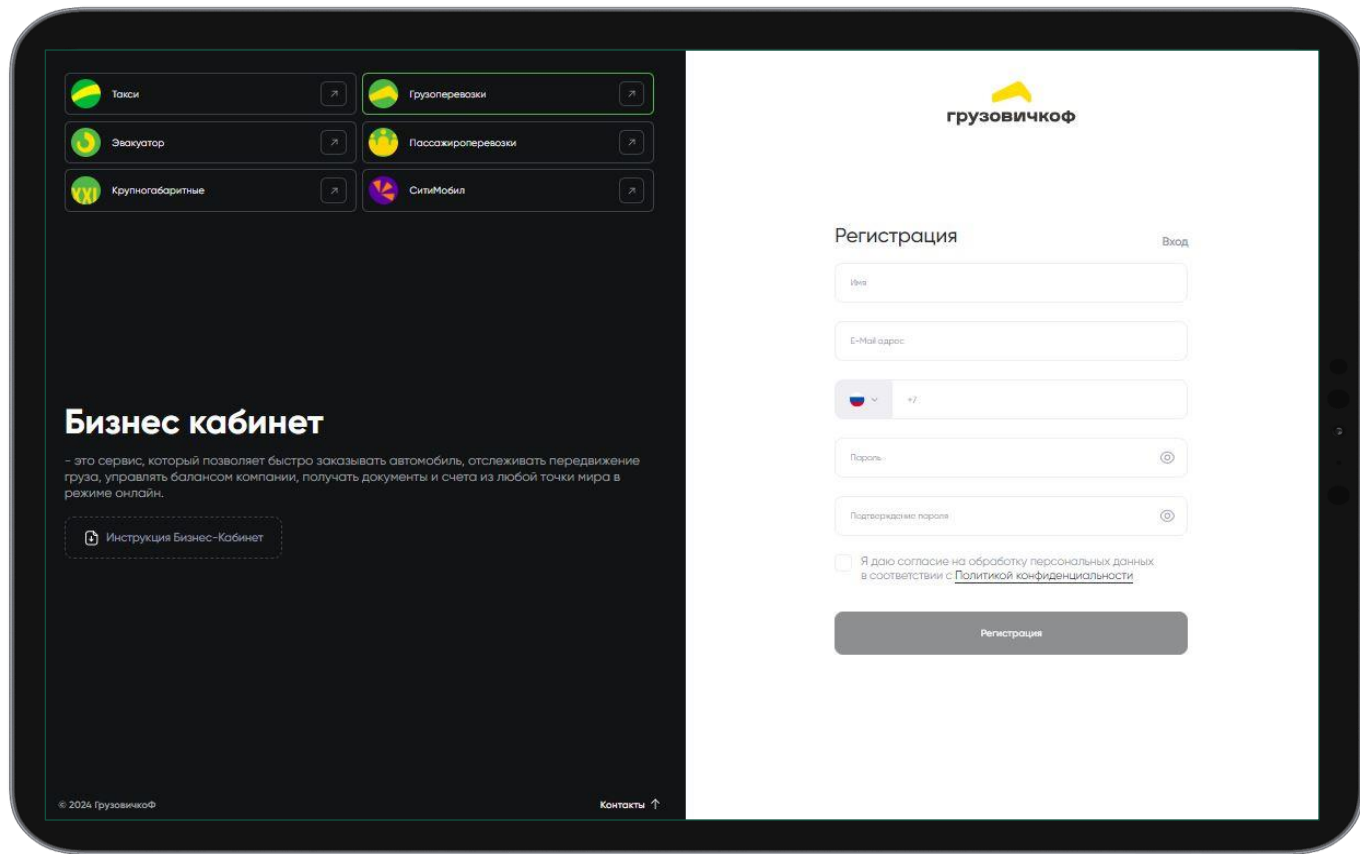 Такси
Грузоперевозки
Эвакуатор
Пассажироперевозки
Крупногабаритные
СитиМобил
Бизнес кабинет
- это сервис, который позволяет быстро заказывать автомобиль, отслеживать передвижение
груза, управлять балансом компании, получать документы и счета из любой точки мира в
режиме онлайн.
Инструкция Бизнес-Кабинет
© 2024 ГрузовичкоФ
Контакты ↑
грузовичкоф
Регистрация
Вход
Имя
E-Mail адрес
+7
Пароль
Подтверждение пароля
Я даю согласие на обработку персональных данных
в соответствии с Политикой конфиденциальности
Регистрация